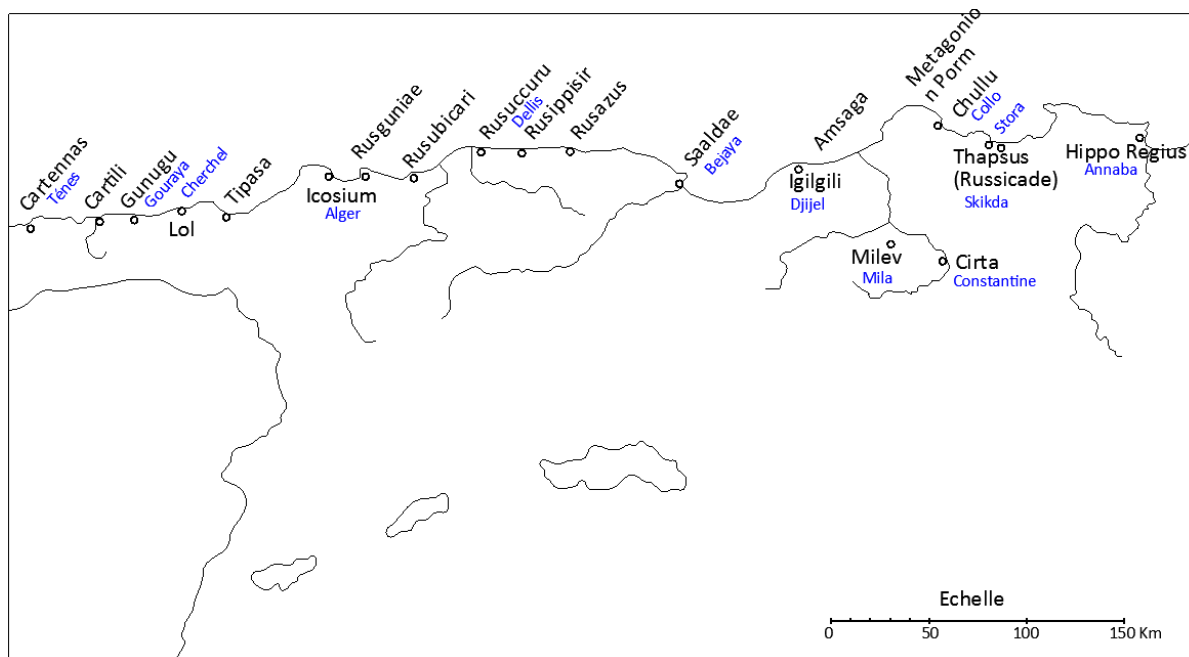 Cartennas
Ténes
Cartili
Gunugu
Gouraya
Cherchel
Lol
Tipasa
Icosium
Alger
Rusguniae
Rusubicari
Rusuccuru
Dellis
Rusippisir
Rusazus
Saaldae
Bejaya
Igilgili
Djijel
Amsaga
Metagonio
n Porm
Chullu
Collo
Stora
Thapsus
(Russicade)
Skikda
Hippo Regius
Annaba
Milev
Mila
Cirta
Constantine
Echelle
0 50 100 150 Km